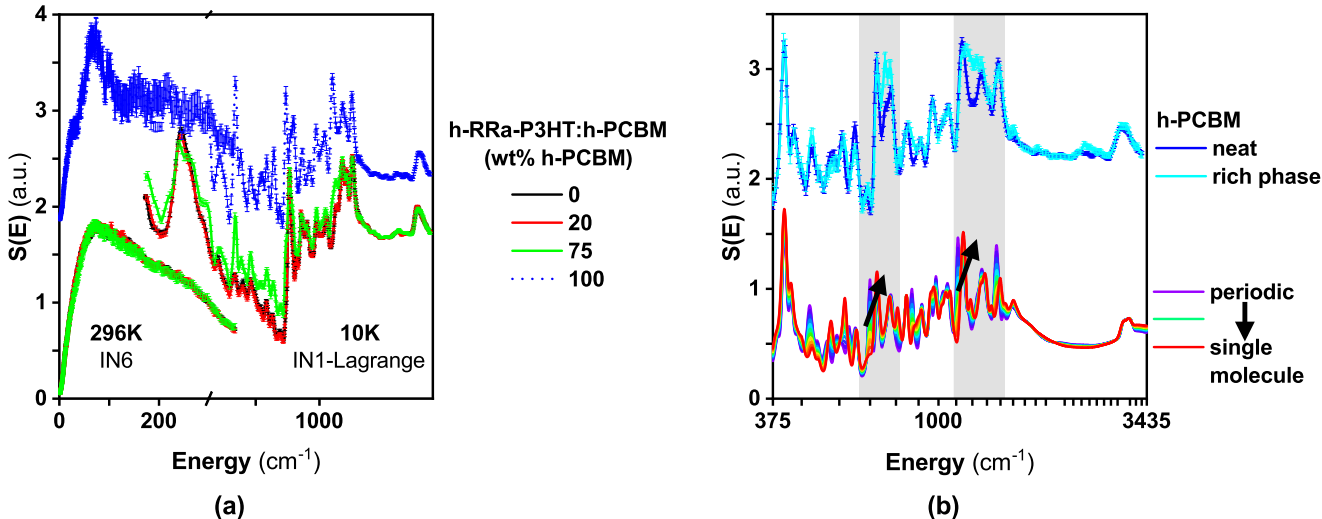 4
3
2
1
0
S(E) (a.u.)
296K
IN6
10K
IN1-Lagrange
0
200
1000
Energy (cm-1)
(a)
h-RRa-P3HT:h-PCBM
(wt% h-PCBM)
0
20
75
100
3
2
1
0
S(E) (a.u.)
375
1000
3435
Energy (cm-1)
(b)
h-PCBM
neat
rich phase
periodic
single
molecule